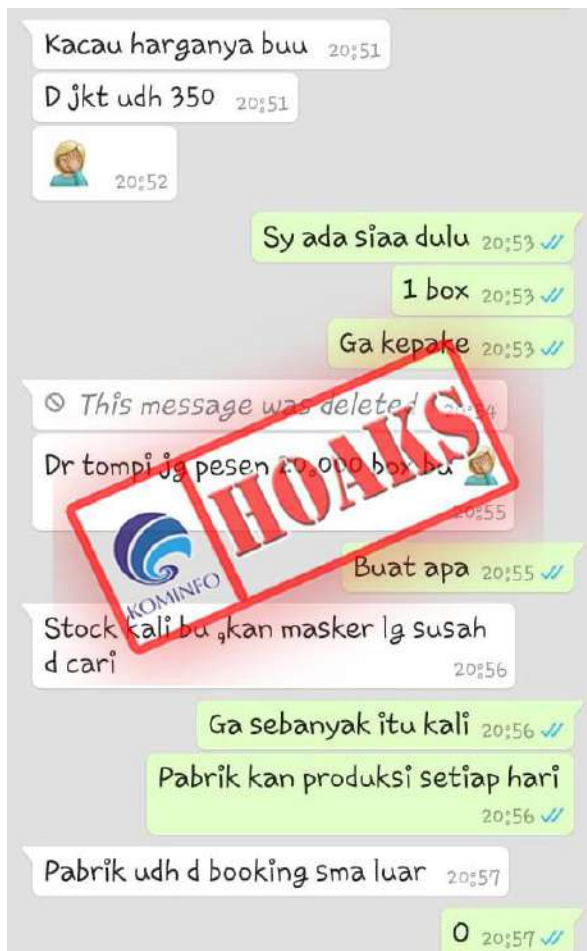 Kacau harganya buu 20:51
D jkt udh 350 20:51
20:52
Sy ada siaa dulu 20:53
1 box 20:53
Ga kepake 20:53
This message was deleted 20:54
Dr tompi jg pesen 20,000 box bu
20:55
HOAKS
KOMINFO
Buat apa 20:55
Stock kali bu ,kan masker lg susah
d cari 20:56
Ga sebanyak itu kali 20:56
Pabrik kan produksi setiap hari
20:56
Pabrik udh d booking sma luar 20:57
O 20:57